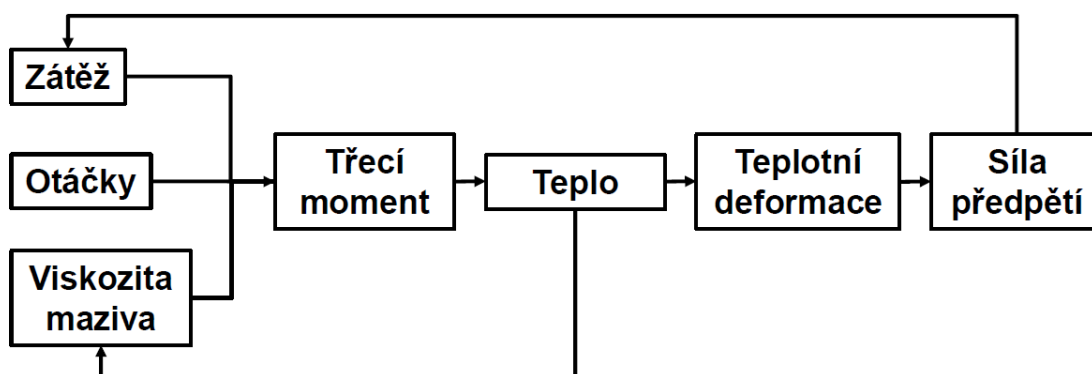 Zátěž
Otáčky
Viskozita
maziva
Třecí
moment
Teplo
Teplotní
deformace
Síla
předpětí